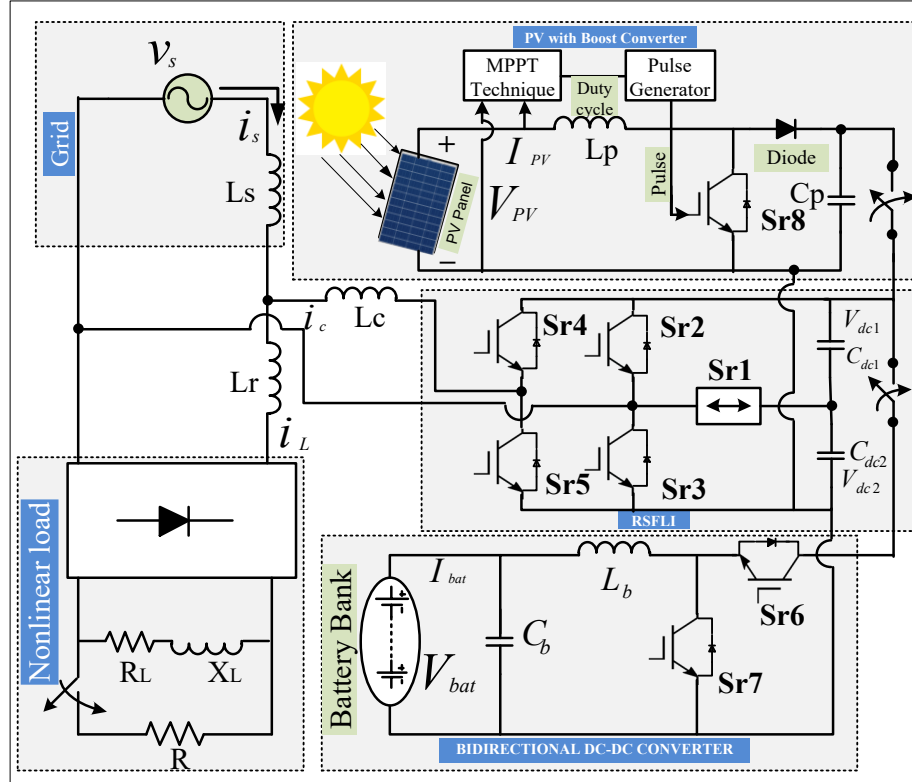 PV with Boost Converter
v_s
MPPT
Technique
Pulse
Generator
Duty
cycle
Grid
i_s
+
I_PV
Lp
Diode
Ls
V_PV
PV Panel
Pulse
Sr8
Cp
−
i_c
Lc
Sr4
Sr2
V_dc1
C_dc1
Lr
Sr1
i_L
Sr5
Sr3
C_dc2
V_dc2
RSFLI
Nonlinear load
I_bat
L_b
Sr6
Battery Bank
+
+
V_bat
C_b
Sr7
RL
XL
R
BIDIRECTIONAL DC-DC CONVERTER